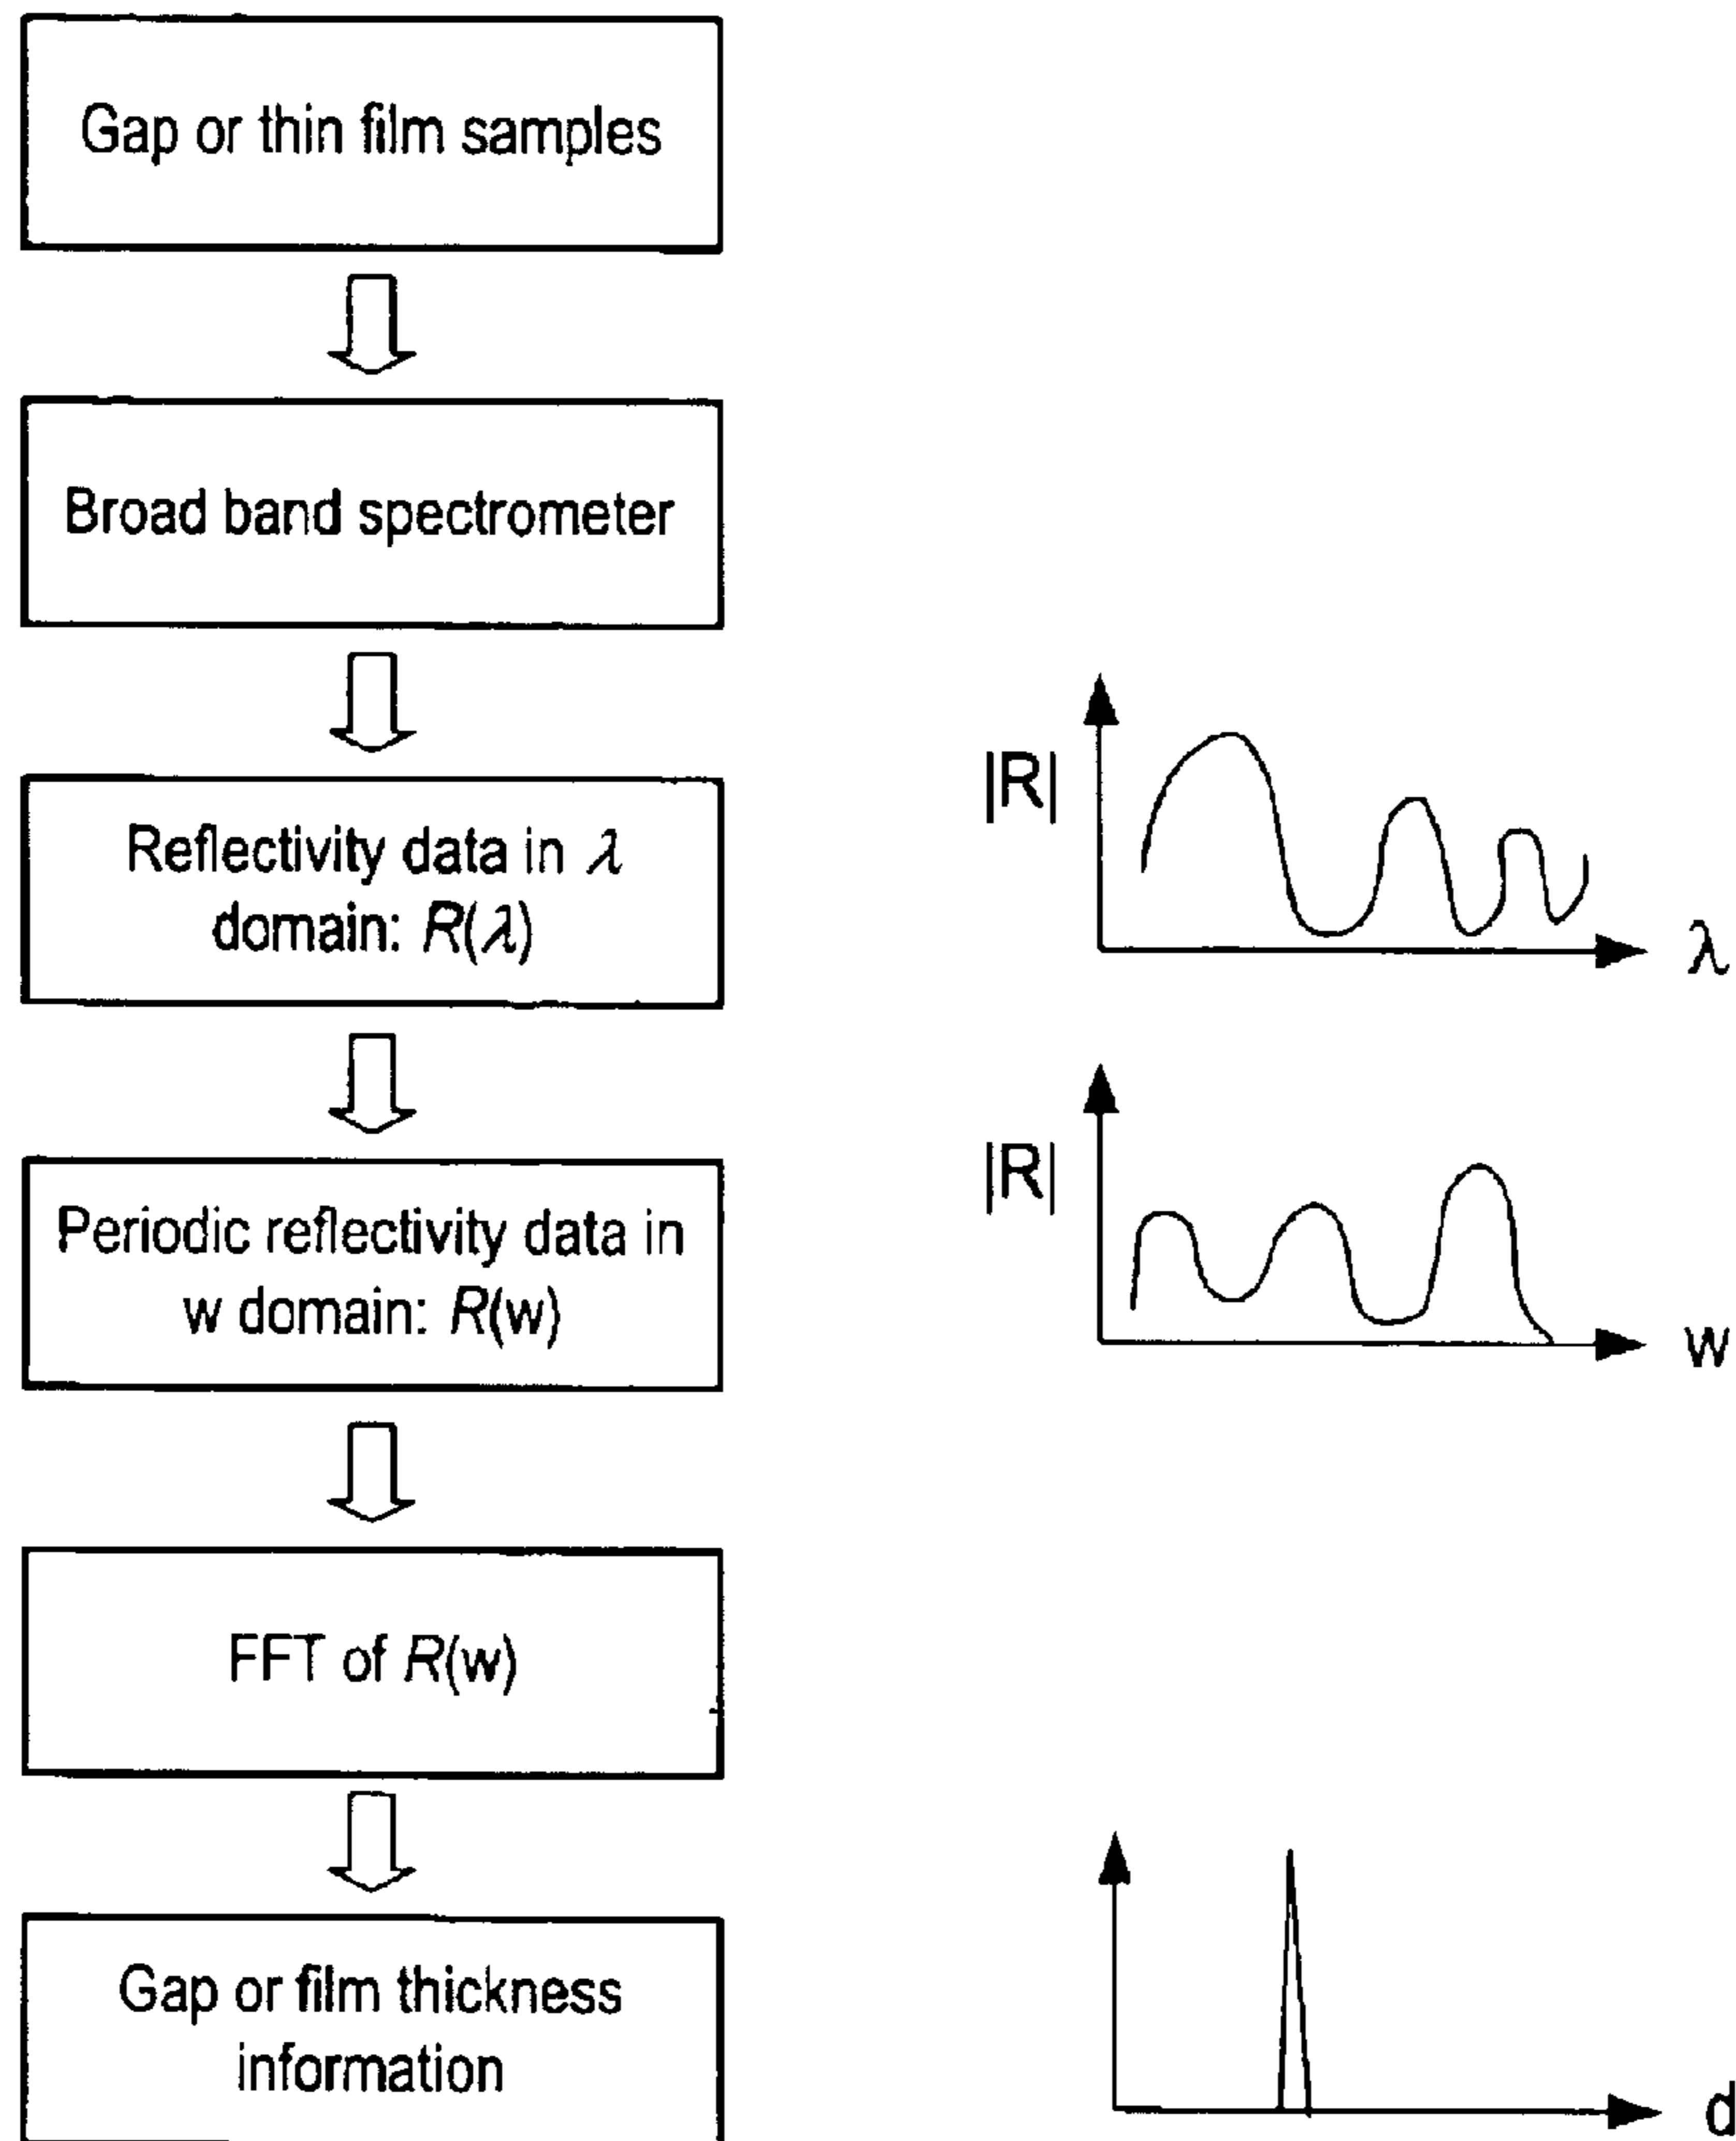 Gap or thin film samples
Broad band spectrometer
Reflectivity data in λ
domain: R(λ)
|R|
λ
Periodic reflectivity data in
w domain: R(w)
|R|
w
FFT of R(w)
Gap or film thickness
information
d